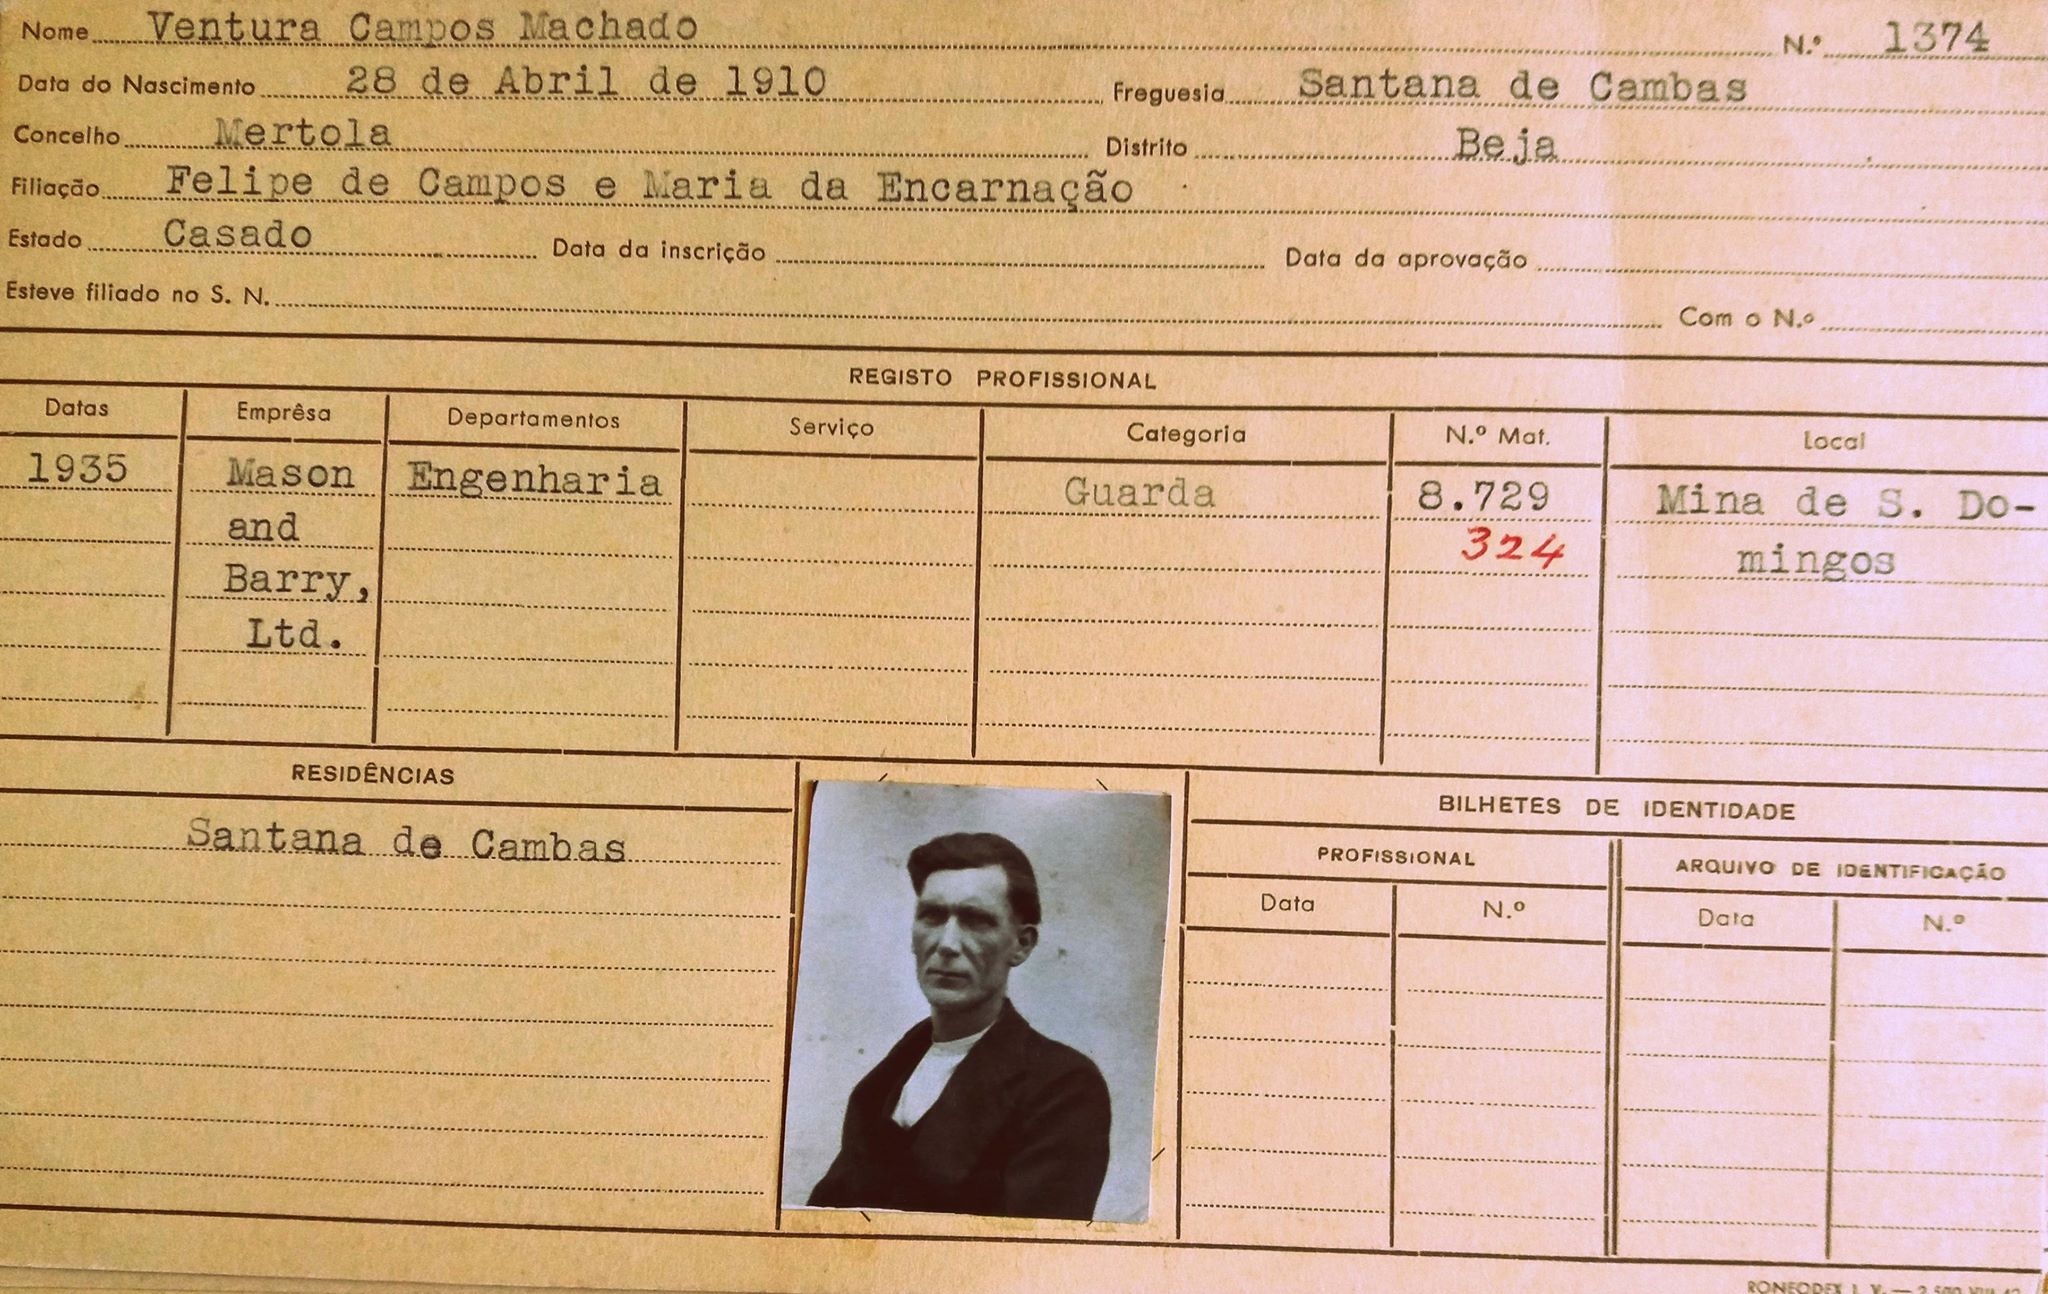 Nome Ventura Campos Machado N.º 1374
Data do Nascimento 28 de Abril de 1910 Freguesia Santana de Cambas
Concelho Mertola Distrito Beja
Filiação Felipe de Campos e Maria da Encarnação
Estado Casado Data da inscrição Data da aprovação
Esteve filiado no S. N. Com o N.º
REGISTO PROFISSIONAL
Datas Emprêsa Departamentos Serviço Categoria N.º Mat. Local
1935 Mason Engenharia Guarda 8.729 Mina de S. Do-
and 324 mingos
Barry,
Ltd.
RESIDÊNCIAS
Santana de Cambas
BILHETES DE IDENTIDADE
PROFISSIONAL ARQUIVO DE IDENTIFICAÇÃO
Data N.º Data N.º
RONEODEX